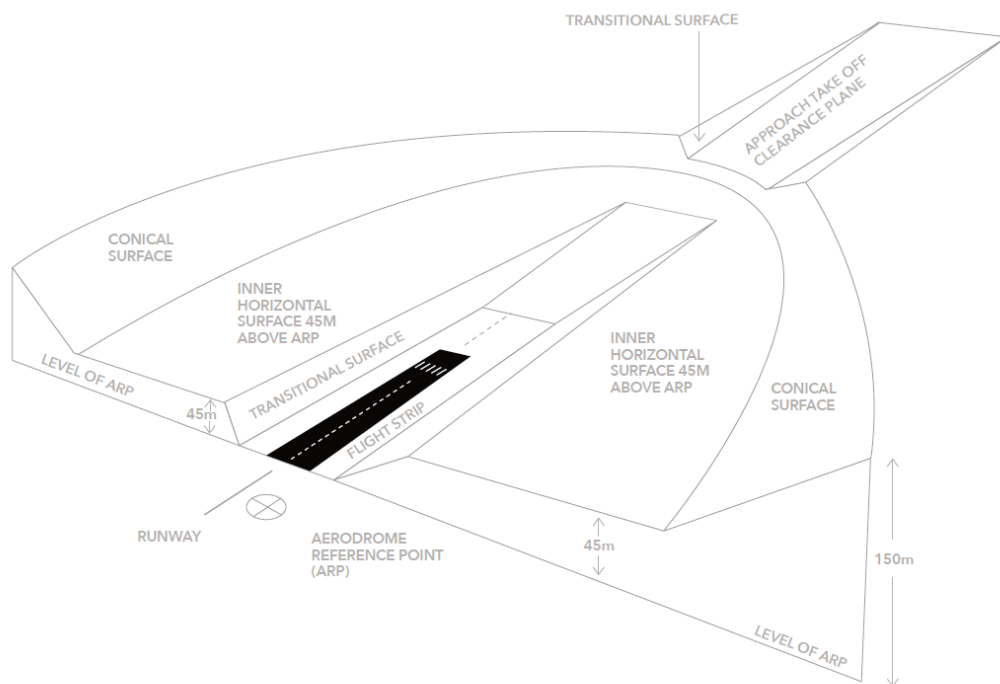 TRANSITIONAL SURFACE
APPROACH TAKE OFF
CLEARANCE PLANE
CONICAL
SURFACE
INNER
HORIZONTAL
SURFACE 45M
ABOVE ARP
LEVEL OF ARP
45m
TRANSITIONAL SURFACE
FLIGHT STRIP
INNER
HORIZONTAL
SURFACE 45M
ABOVE ARP
CONICAL
SURFACE
RUNWAY
AERODROME
REFERENCE POINT
(ARP)
45m
150m
LEVEL OF ARP